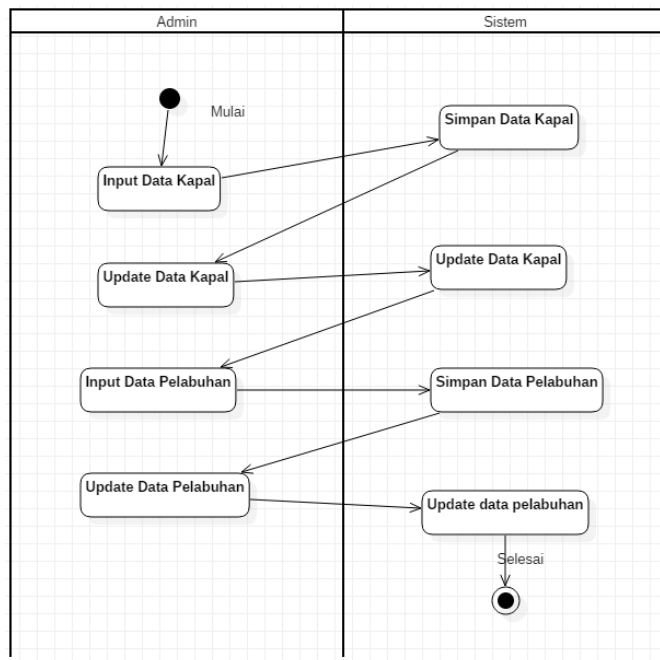 Admin
Sistem
Mulai
Simpan Data Kapal
Input Data Kapal
Update Data Kapal
Update Data Kapal
Input Data Pelabuhan
Simpan Data Pelabuhan
Update Data Pelabuhan
Update data pelabuhan
Selesai